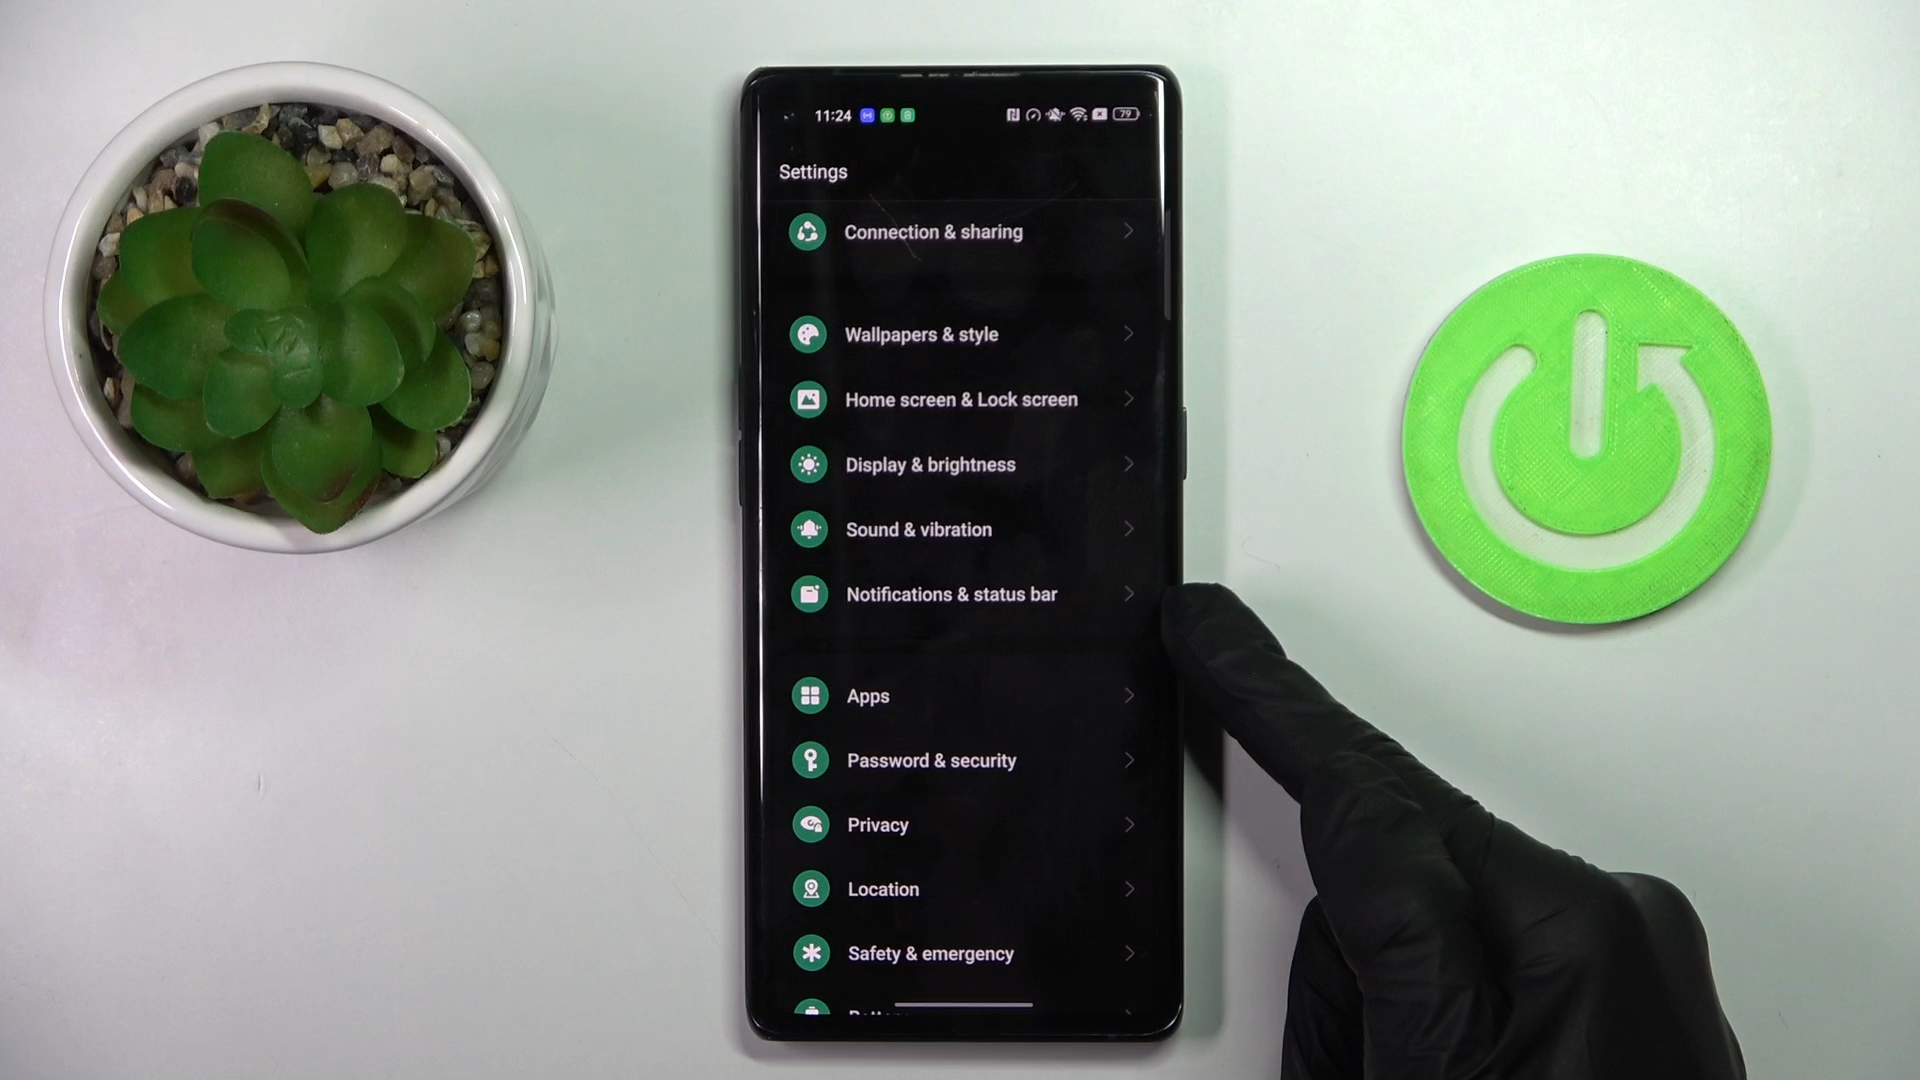 11:24
79
Settings
Connection & sharing
Wallpapers & style
Home screen & Lock screen
Display & brightness
Sound & vibration
Notifications & status bar
Apps
Password & security
Privacy
Location
Safety & emergency